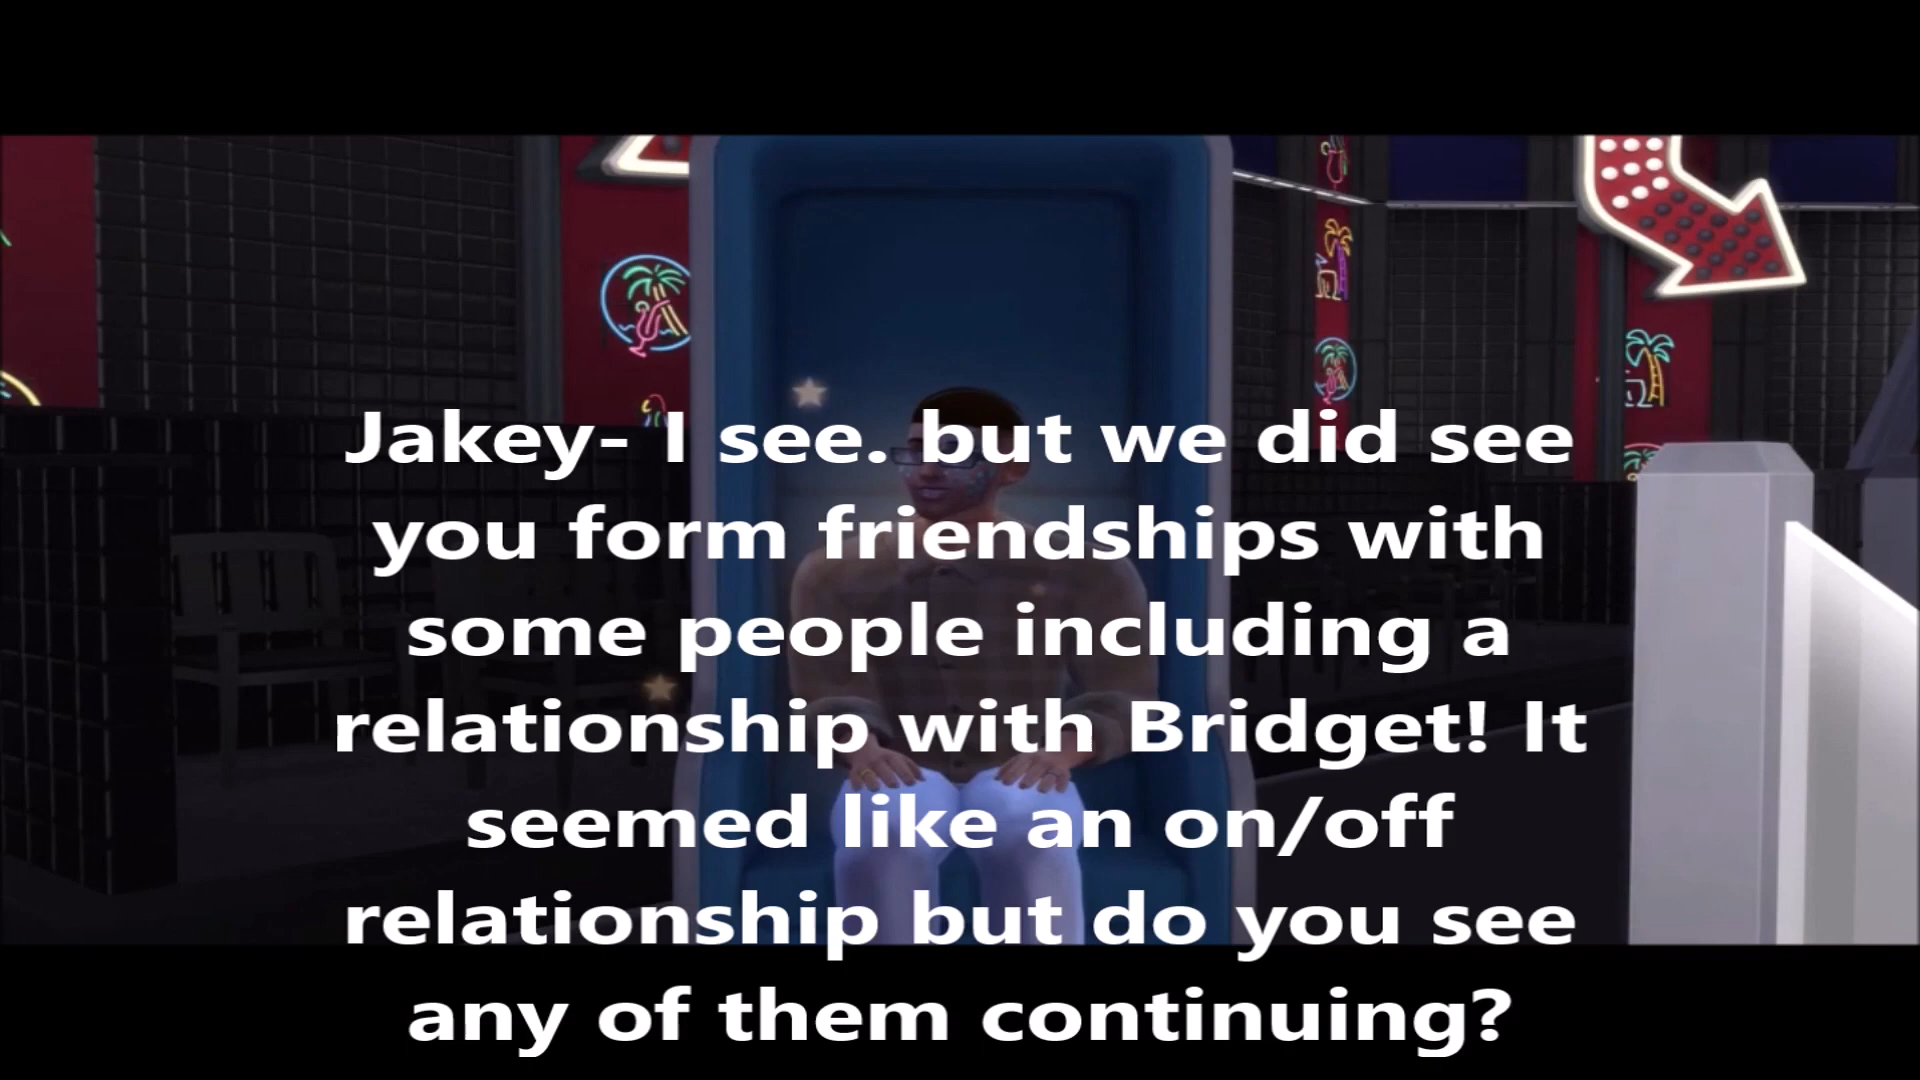 Jakey- I see. but we did see
you form friendships with
some people including a
relationship with Bridget! It
seemed like an on/off
relationship but do you see
any of them continuing?